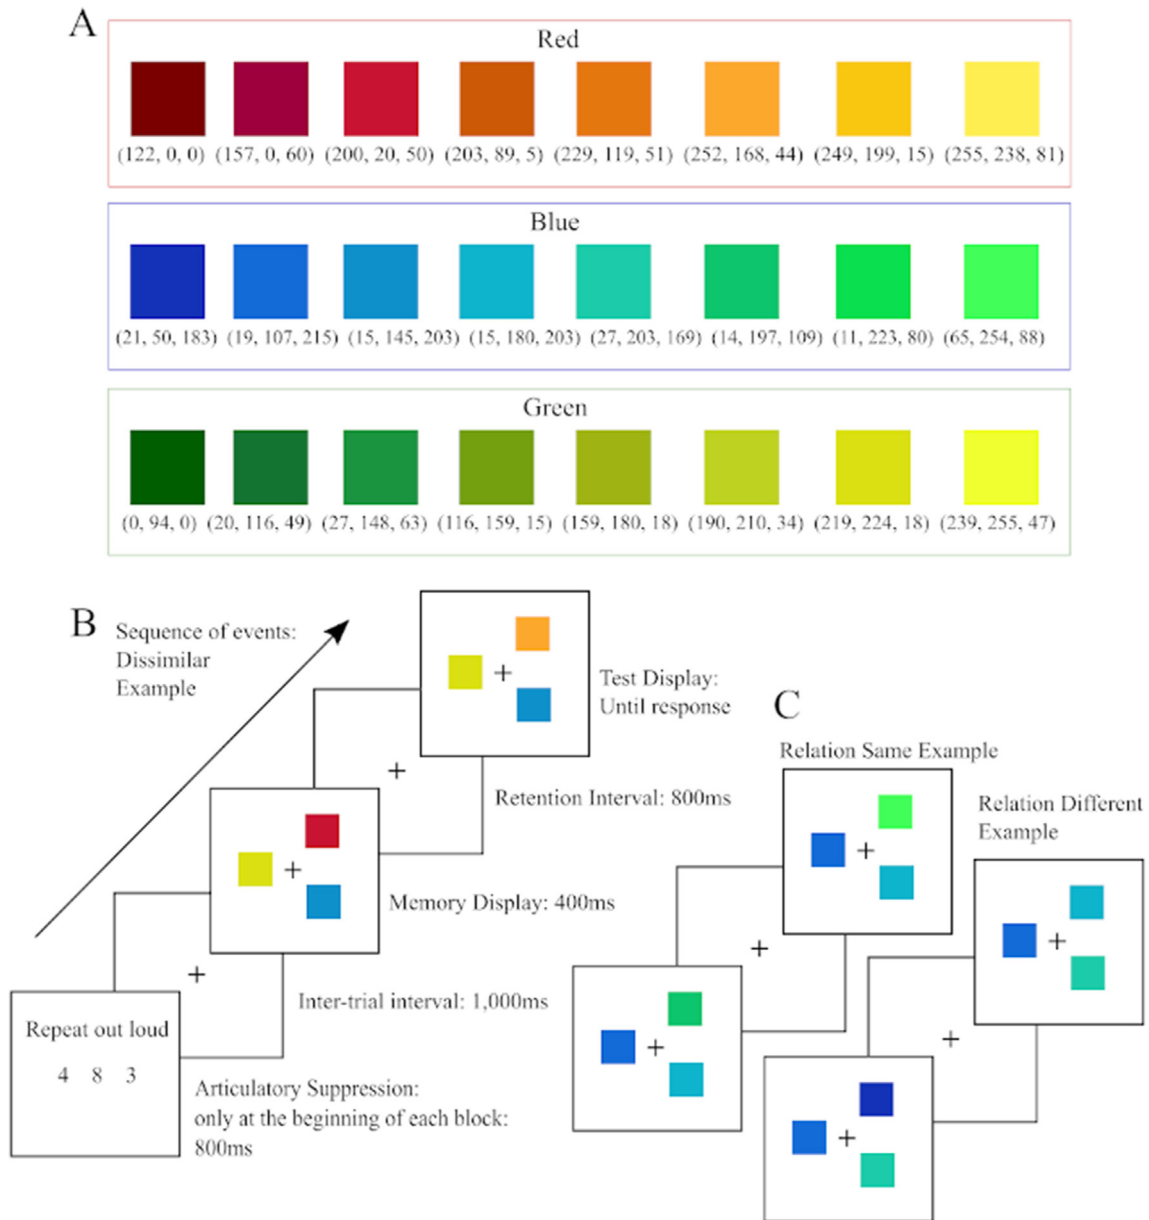 A
Red
(122, 0, 0) (157, 0, 60) (200, 20, 50) (203, 89, 5) (229, 119, 51) (252, 168, 44) (249, 199, 15) (255, 238, 81)
Blue
(21, 50, 183) (19, 107, 215) (15, 145, 203) (15, 180, 203) (27, 203, 169) (14, 197, 109) (11, 223, 80) (65, 254, 88)
Green
(0, 94, 0) (20, 116, 49) (27, 148, 63) (116, 159, 15) (159, 180, 18) (190, 210, 34) (219, 224, 18) (239, 255, 47)
B
Sequence of events:
Dissimilar
Example
Test Display:
Until response
Retention Interval: 800ms
Memory Display: 400ms
Inter-trial interval: 1,000ms
Repeat out loud
4 8 3
Articulatory Suppression:
only at the beginning of each block:
800ms
C
Relation Same Example
Relation Different
Example